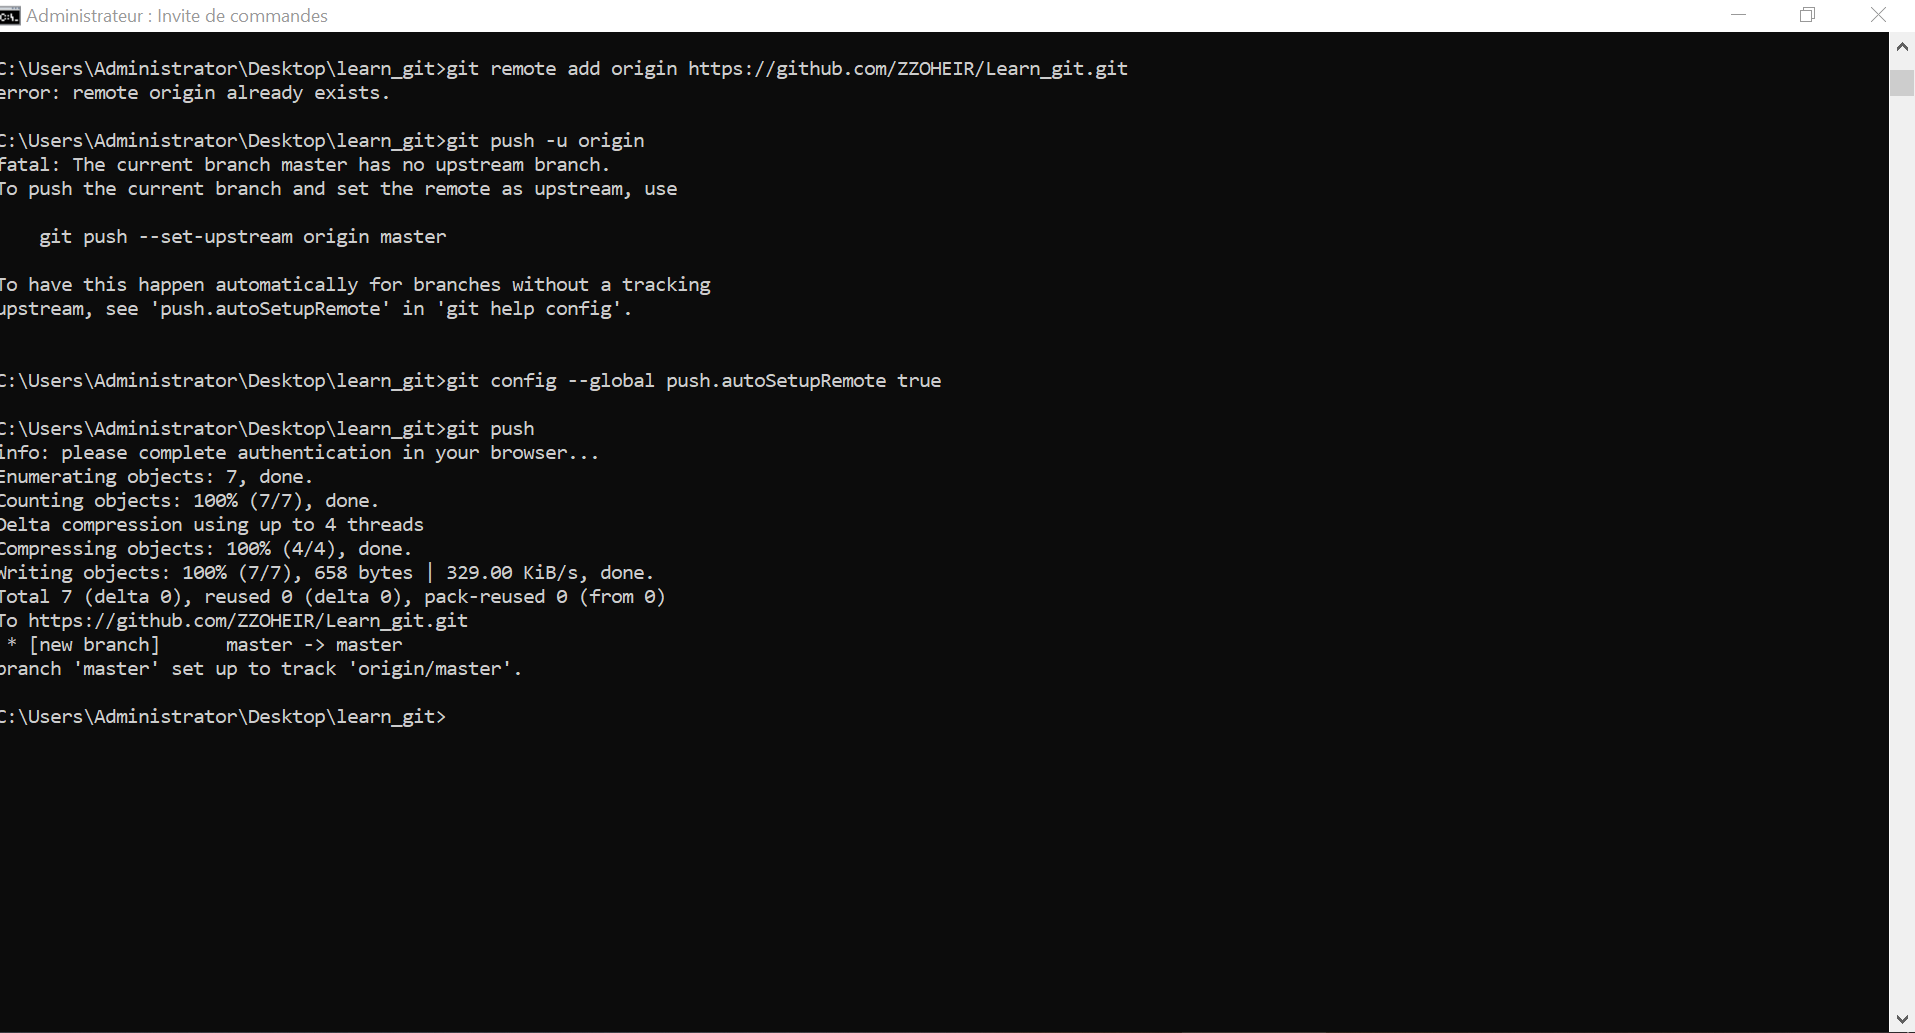 Administrateur : Invite de commandes
C:\Users\Administrator\Desktop\learn_git>git remote add origin https://github.com/ZZOHEIR/Learn_git.git
error: remote origin already exists.
C:\Users\Administrator\Desktop\learn_git>git push -u origin
fatal: The current branch master has no upstream branch.
To push the current branch and set the remote as upstream, use
git push --set-upstream origin master
To have this happen automatically for branches without a tracking
upstream, see 'push.autoSetupRemote' in 'git help config'.
C:\Users\Administrator\Desktop\learn_git>git config --global push.autoSetupRemote true
C:\Users\Administrator\Desktop\learn_git>git push
info: please complete authentication in your browser...
Enumerating objects: 7, done.
Counting objects: 100% (7/7), done.
Delta compression using up to 4 threads
Compressing objects: 100% (4/4), done.
Writing objects: 100% (7/7), 658 bytes | 329.00 KiB/s, done.
Total 7 (delta 0), reused 0 (delta 0), pack-reused 0 (from 0)
To https://github.com/ZZOHEIR/Learn_git.git
* [new branch]      master -> master
branch 'master' set up to track 'origin/master'.
C:\Users\Administrator\Desktop\learn_git>